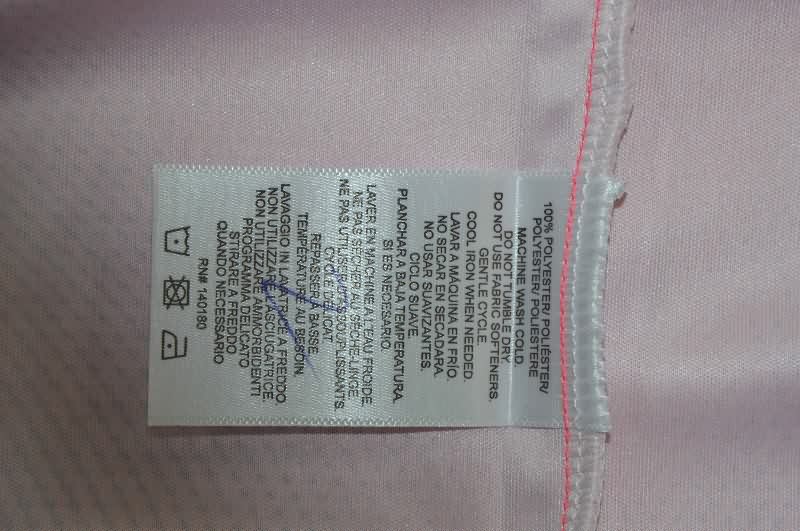 100% POLYESTER/
POLYESTER/ POLIÉSTER/
POLYESTER/ POLIESTERE
MACHINE WASH COLD.
DO NOT TUMBLE DRY
DO NOT USE FABRIC SOFTENERS.
GENTLE CYCLE.
COOL IRON WHEN NEEDED.
LAVAR A MÁQUINA EN FRÍO.
NO SECAR EN SECADARA.
NO USAR SUAVIZANTES.
CICLO SUAVE.
PLANCHAR A BAJA TEMPERATURA
SI ES NECESARIO.
LAVER EN MACHINE A L'EAU FROIDE.
NE PAS SÉCHER AU SÈCHE-LINGE.
NE PAS UTILISER D'ASSOUPLISSANTS.
CYCLE DÉLICAT
REPASSER À BASSE
TEMPÉRATURE AU BESOIN.
LAVAGGIO IN LAVATRICE A FREDDO.
NON UTILIZZARE L'ASCIUGATRICE.
NON UTILIZZARE AMMORBIDENTI
PROGRAMMA DELICATO
STIRARE A FREDDO
QUANDO NECESSARIO
RN# 140180